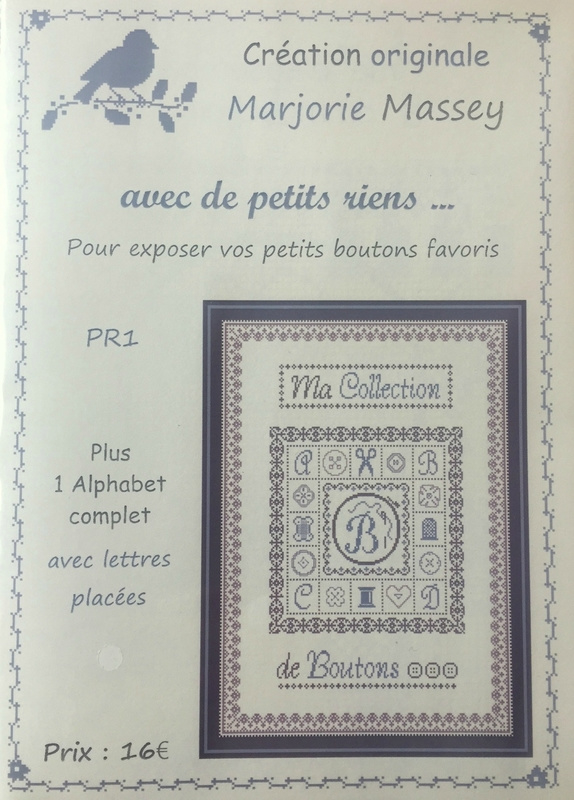 Création originale
Marjorie Massey
avec de petits riens ...
Pour exposer vos petits boutons favoris
PR1
Plus
1 Alphabet
complet
avec lettres
placées
Prix : 16€
Ma Collection
A B
B
C D
de Boutons